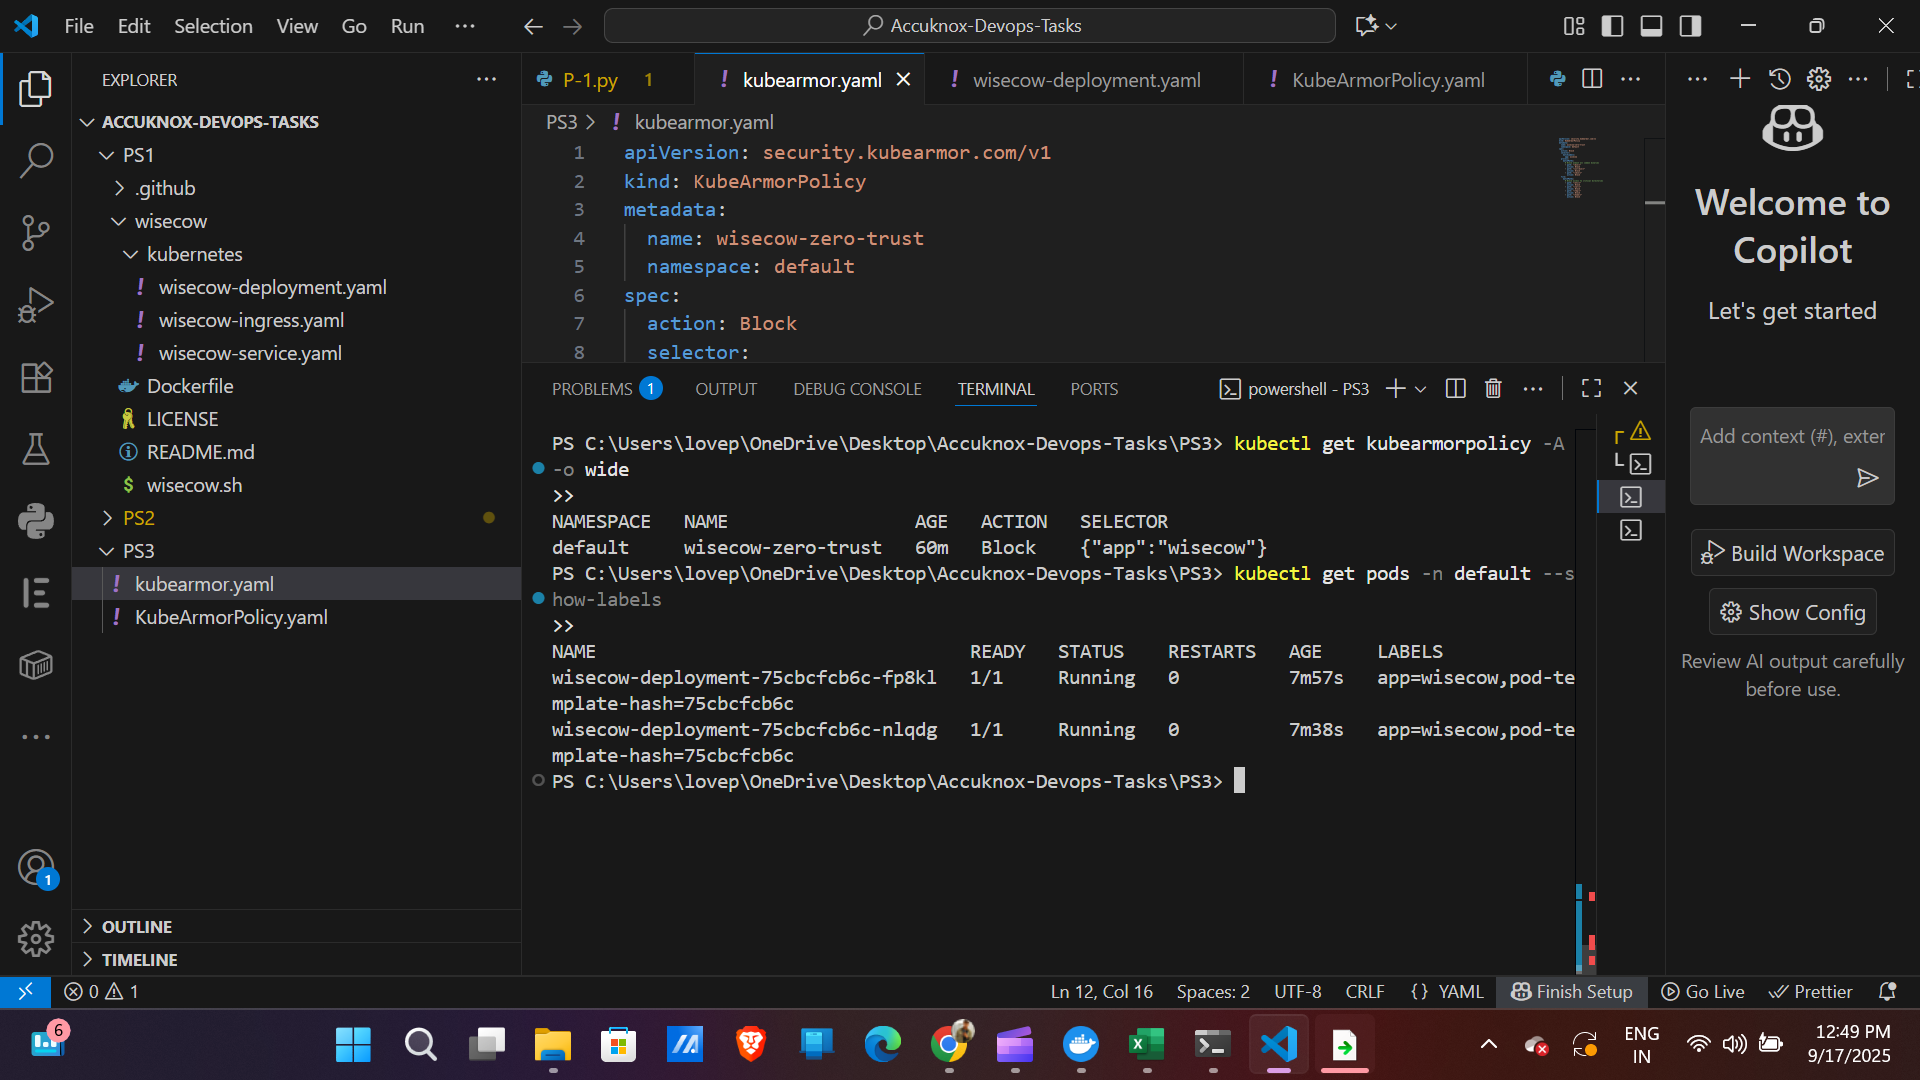 File Edit Selection View Go Run ···
Accuknox-Devops-Tasks
EXPLORER
ACCUKNOX-DEVOPS-TASKS
PS1
.github
wisecow
kubernetes
! wisecow-deployment.yaml
! wisecow-ingress.yaml
! wisecow-service.yaml
Dockerfile
LICENSE
README.md
$ wisecow.sh
PS2
PS3
! kubearmor.yaml
! KubeArmorPolicy.yaml
OUTLINE
TIMELINE
P-1.py 1
! kubearmor.yaml
! wisecow-deployment.yaml
! KubeArmorPolicy.yaml
PS3 > ! kubearmor.yaml
1 apiVersion: security.kubearmor.com/v1
2 kind: KubeArmorPolicy
3 metadata:
4 name: wisecow-zero-trust
5 namespace: default
6 spec:
7 action: Block
8 selector:
PROBLEMS 1 OUTPUT DEBUG CONSOLE TERMINAL PORTS
powershell - PS3
PS C:\Users\lovep\OneDrive\Desktop\Accuknox-Devops-Tasks\PS3> kubectl get kubearmorpolicy -A
-o wide
>>
NAMESPACE NAME AGE ACTION SELECTOR
default wisecow-zero-trust 60m Block {"app":"wisecow"}
PS C:\Users\lovep\OneDrive\Desktop\Accuknox-Devops-Tasks\PS3> kubectl get pods -n default --s
how-labels
>>
NAME READY STATUS RESTARTS AGE LABELS
wisecow-deployment-75cbcfcb6c-fp8kl 1/1 Running 0 7m57s app=wisecow,pod-te
mplate-hash=75cbcfcb6c
wisecow-deployment-75cbcfcb6c-nlqdg 1/1 Running 0 7m38s app=wisecow,pod-te
mplate-hash=75cbcfcb6c
PS C:\Users\lovep\OneDrive\Desktop\Accuknox-Devops-Tasks\PS3>
Welcome to
Copilot
Let's get started
Add context (#), exter
Build Workspace
Show Config
Review AI output carefully
before use.
1
0 1
Ln 12, Col 16 Spaces: 2 UTF-8 CRLF {} YAML Finish Setup Go Live Prettier
6
ENG
IN
12:49 PM
9/17/2025